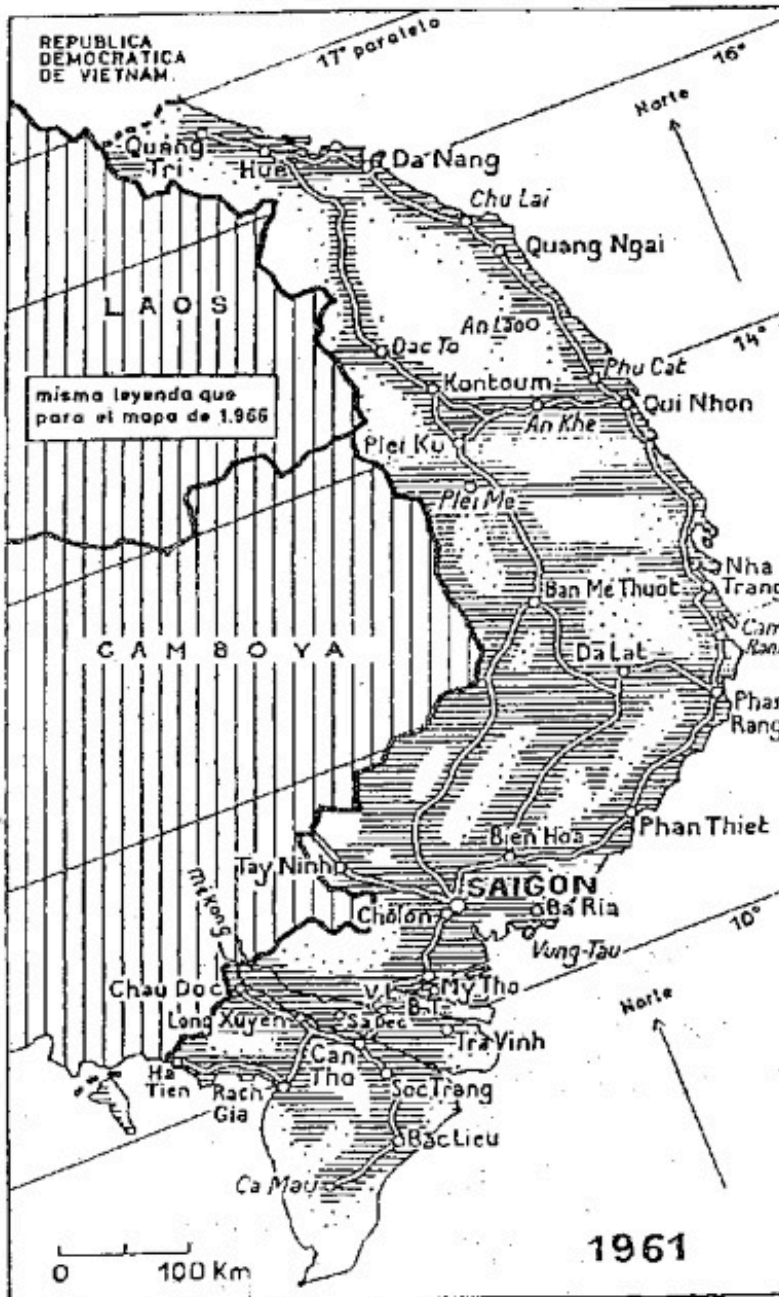 REPUBLICA
DEMOCRATICA
DE VIETNAM.
17° paralelo
16°
Norte
Quang
Tri
Hue
Da Nang
Chu Lai
Quang Ngai
LAOS
An Lao
14°
Dac To
Phu Cat
misma leyenda que
para el mapa de 1.966
Kontoum
Qui Nhon
An Khe
Plei Ku
Plei Me
Nha
Trang
Ban Me Thuot
Cam
Ran
CAMBOYA
Da Lat
Phan
Rang
Phan Thiet
Bien Hoa
Tay Ninh
SAIGON
Cholon
Ba Ria
10°
Mekong
Vung-Tau
Chau Doc
V.L.
My Tho
B.T.
Norte
Long Xuyen
Sa Dec
Tra Vinh
Can
Tho
Ha
Tien
Rach
Gia
Soc Trang
Bac Lieu
Ca Mau
1961
0 100 Km